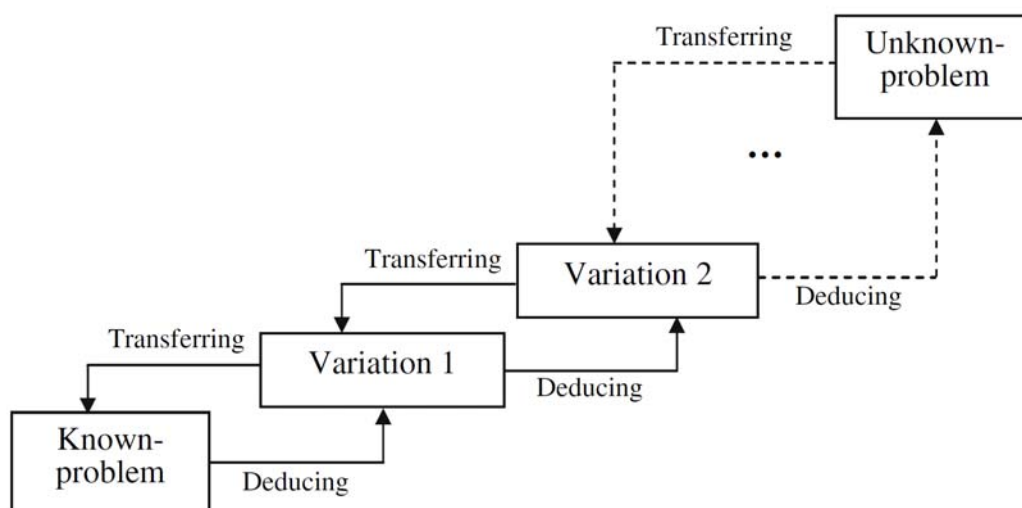 Transferring
Unknown-
problem
...
Transferring
Variation 2
Deducing
Transferring
Variation 1
Deducing
Known-
problem
Deducing